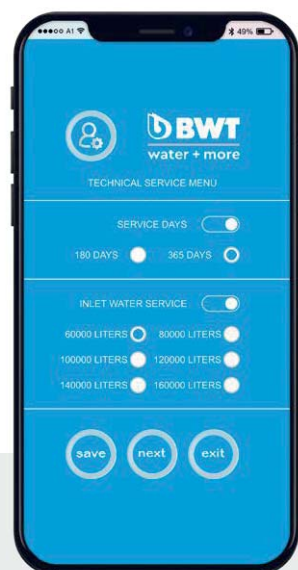 A1 49%
BWT
water + more
TECHNICAL SERVICE MENU
SERVICE DAYS
180 DAYS 365 DAYS
INLET WATER SERVICE
60000 LITERS 80000 LITERS
100000 LITERS 120000 LITERS
140000 LITERS 160000 LITERS
save next exit